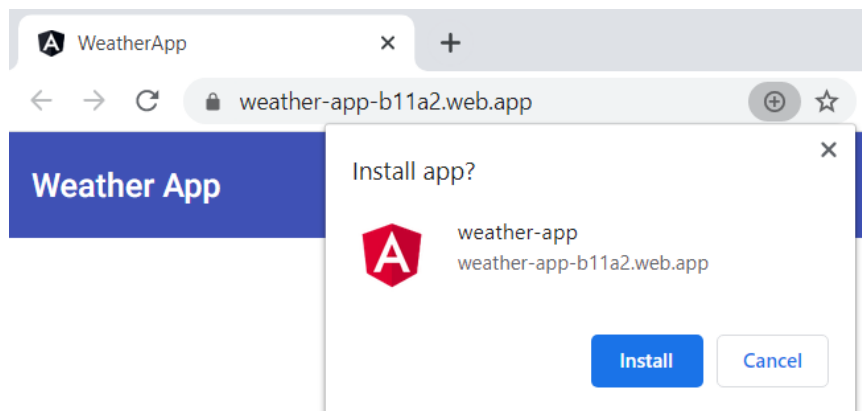 WeatherApp
weather-app-b11a2.web.app
Weather App
Install app?
weather-app
weather-app-b11a2.web.app
Install Cancel